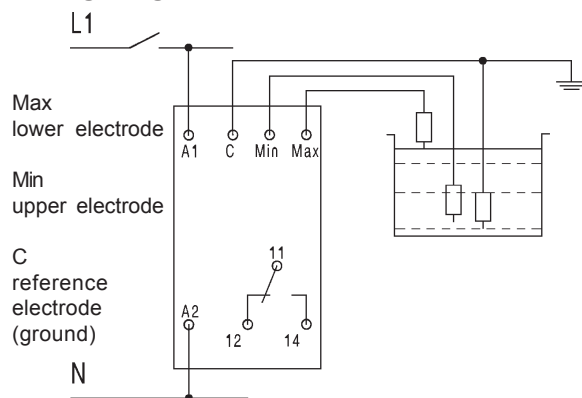 L1
Max
lower electrode
Min
upper electrode
C
reference
electrode
(ground)
N
A1 C Min Max
11
A2
12 14